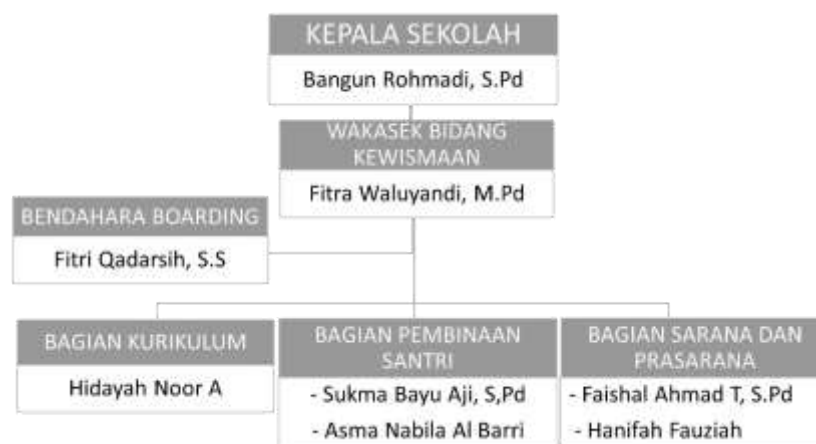 KEPALA SEKOLAH
Bangun Rohmadi, S.Pd
WAKASEK BIDANG
KEWISMAAN
Fitra Waluyandi, M.Pd
BENDAHARA BOARDING
Fitri Qadarsih, S.S
BAGIAN KURIKULUM
Hidayah Noor A
BAGIAN PEMBINAAN
SANTRI
- Sukma Bayu Aji, S,Pd
- Asma Nabila Al Barri
BAGIAN SARANA DAN
PRASARANA
- Faishal Ahmad T, S.Pd
- Hanifah Fauziah